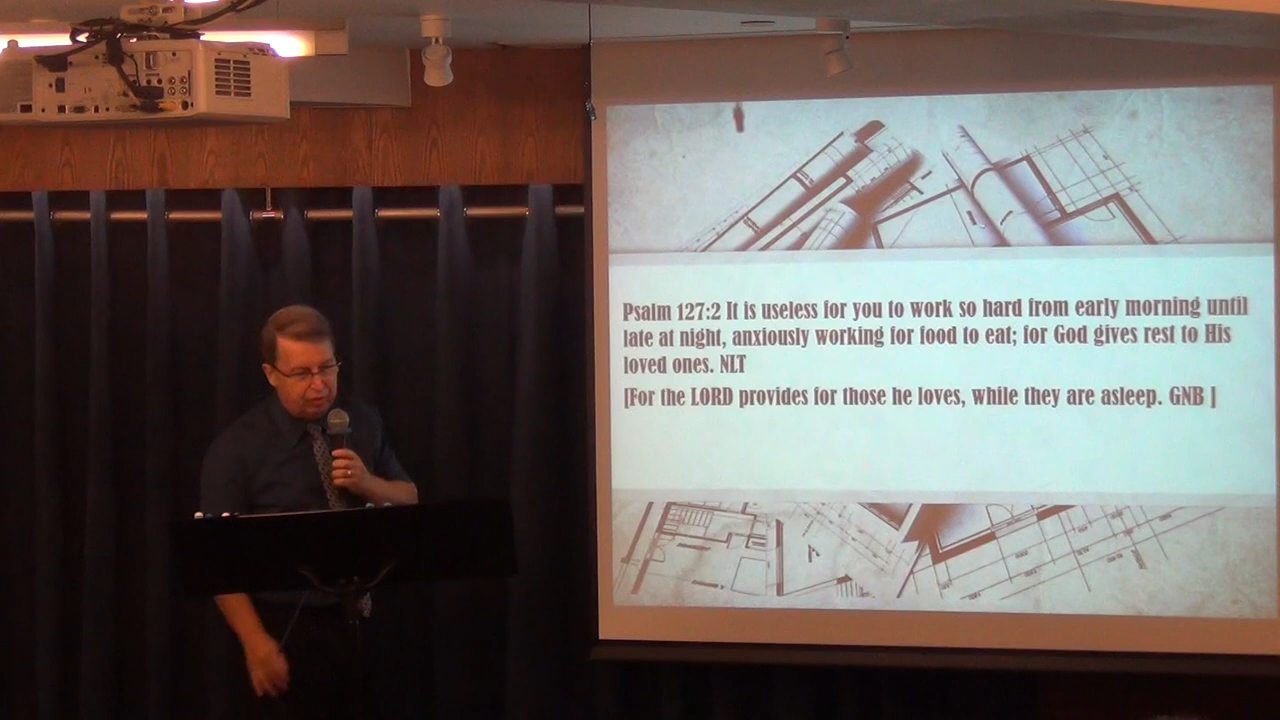 Psalm 127:2 It is useless for you to work so hard from early morning until
late at night, anxiously working for food to eat; for God gives rest to His
loved ones. NLT
[For the LORD provides for those he loves, while they are asleep. GNB ]